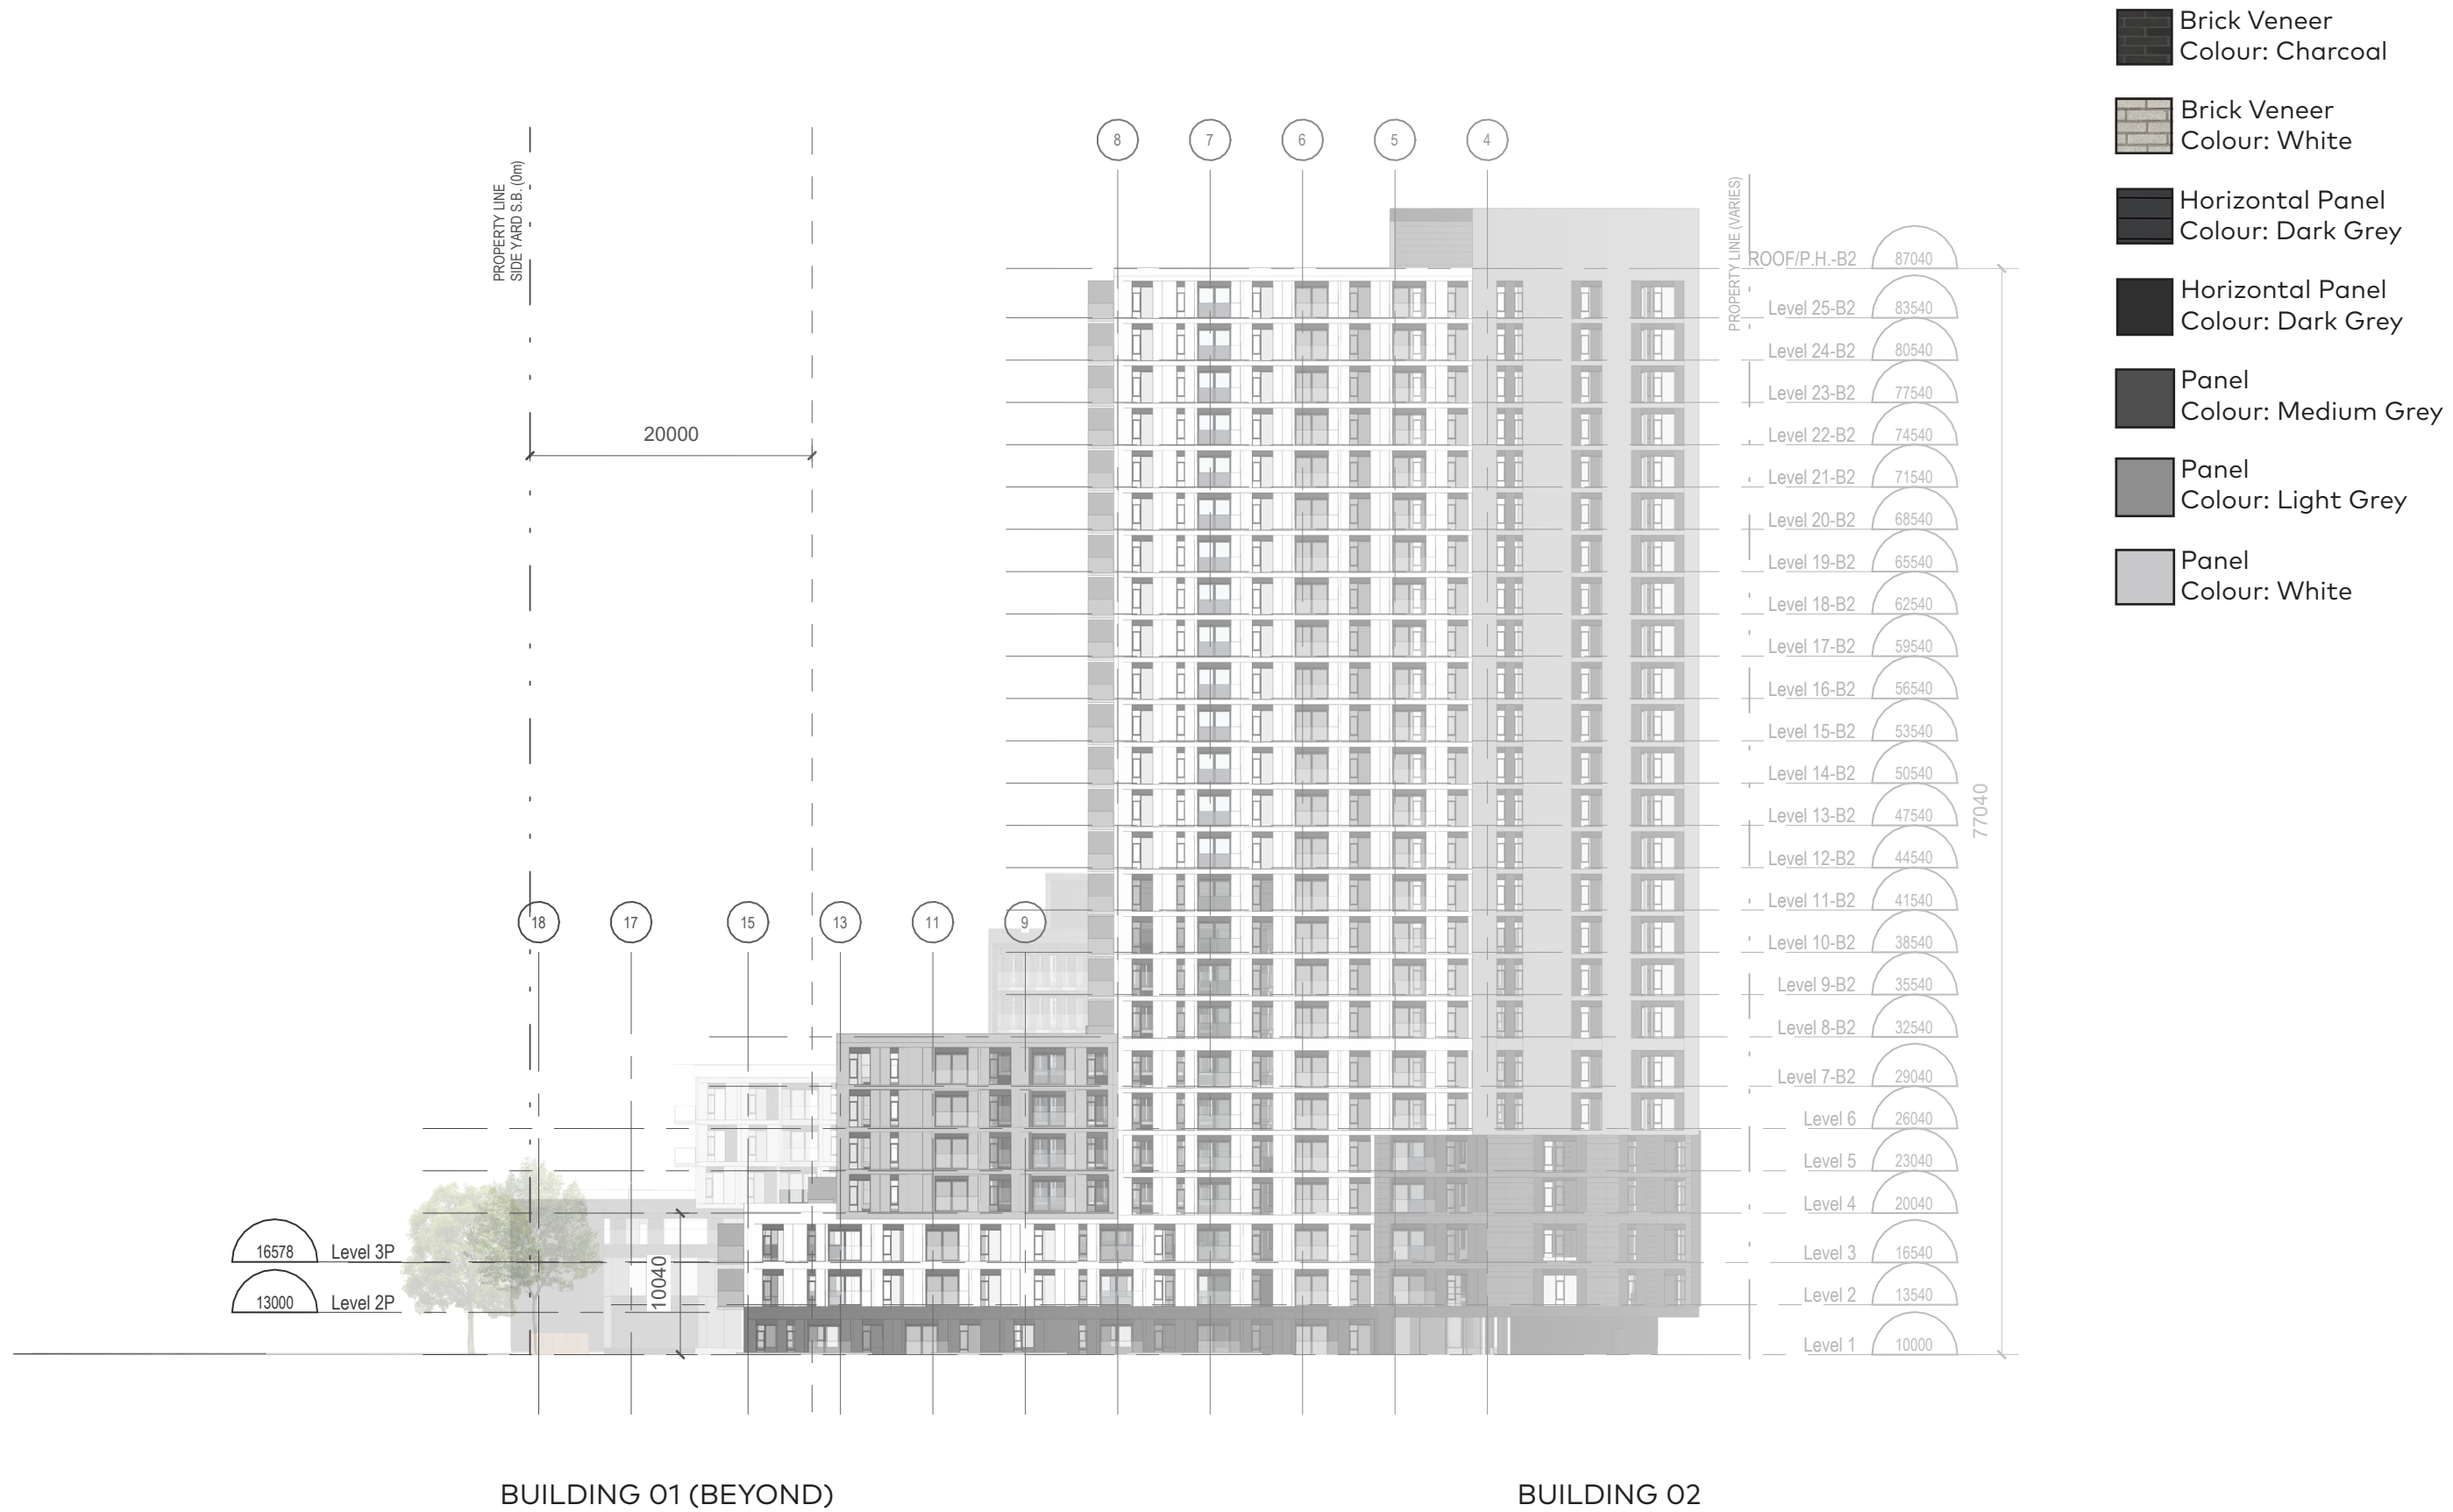 Brick Veneer
Colour: Charcoal
Brick Veneer
Colour: White
Horizontal Panel
Colour: Dark Grey
Horizontal Panel
Colour: Dark Grey
Panel
Colour: Medium Grey
Panel
Colour: Light Grey
Panel
Colour: White
8 7 6 5 4
PROPERTY LINE
SIDE YARD S.B. (0m)
PROPERTY LINE (VARIES)
20000
ROOF/P.H.-B2 87040
Level 25-B2 83540
Level 24-B2 80540
Level 23-B2 77540
Level 22-B2 74540
Level 21-B2 71540
Level 20-B2 68540
Level 19-B2 65540
Level 18-B2 62540
Level 17-B2 59540
Level 16-B2 56540
Level 15-B2 53540
Level 14-B2 50540
Level 13-B2 47540
Level 12-B2 44540
Level 11-B2 41540
Level 10-B2 38540
Level 9-B2 35540
Level 8-B2 32540
Level 7-B2 29040
Level 6 26040
Level 5 23040
Level 4 20040
Level 3 16540
Level 2 13540
Level 1 10000
77040
18 17 15 13 11 9
16578 Level 3P
13000 Level 2P
10040
BUILDING 01 (BEYOND)
BUILDING 02